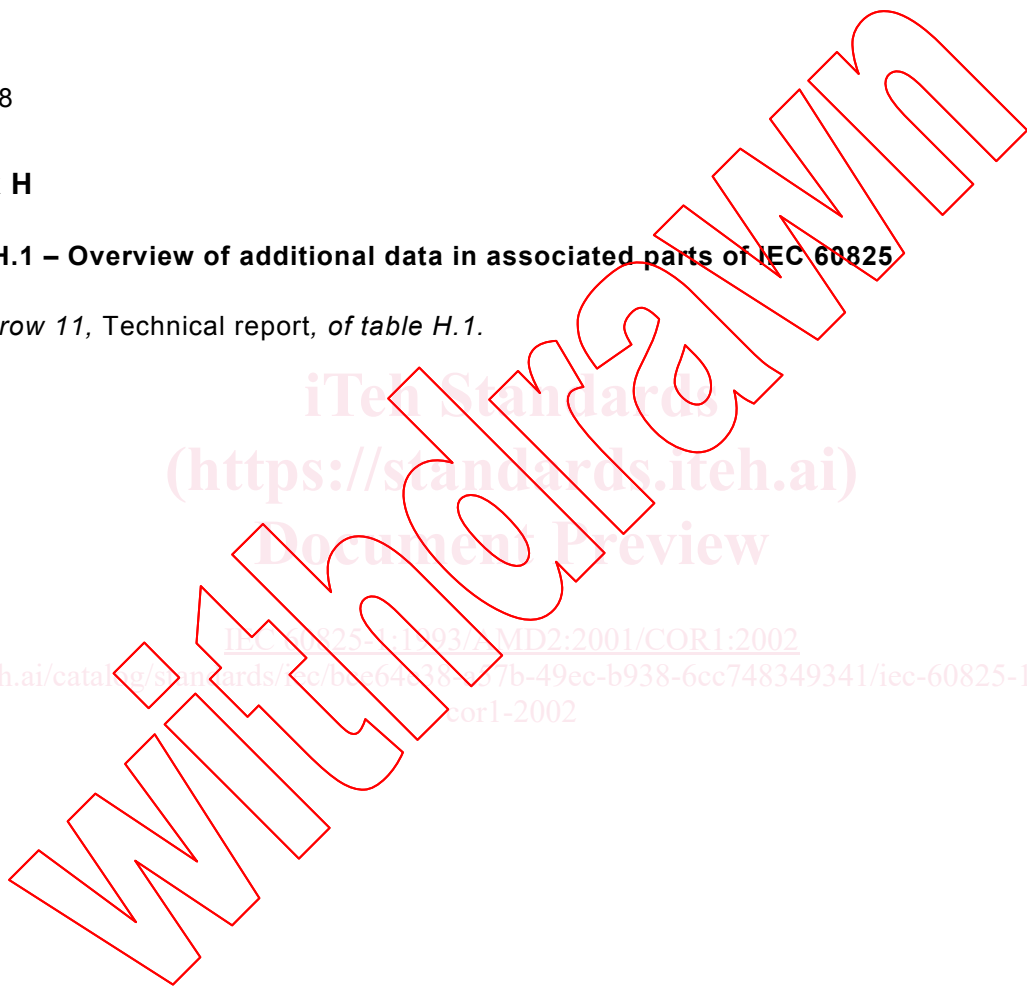 8
H
H.1 – Overview of additional data in associated parts of IEC 60825
row 11, Technical report, of table H.1.
iTeh Standards
(https://standards.iteh.ai)
Document Preview
IEC 60825-1:1993/AMD2:2001/COR1:2002
h.ai/catalog/standards/iec/
7b-49ec-b938-6cc748349341/iec-60825-1
cor1-2002
withdrawn